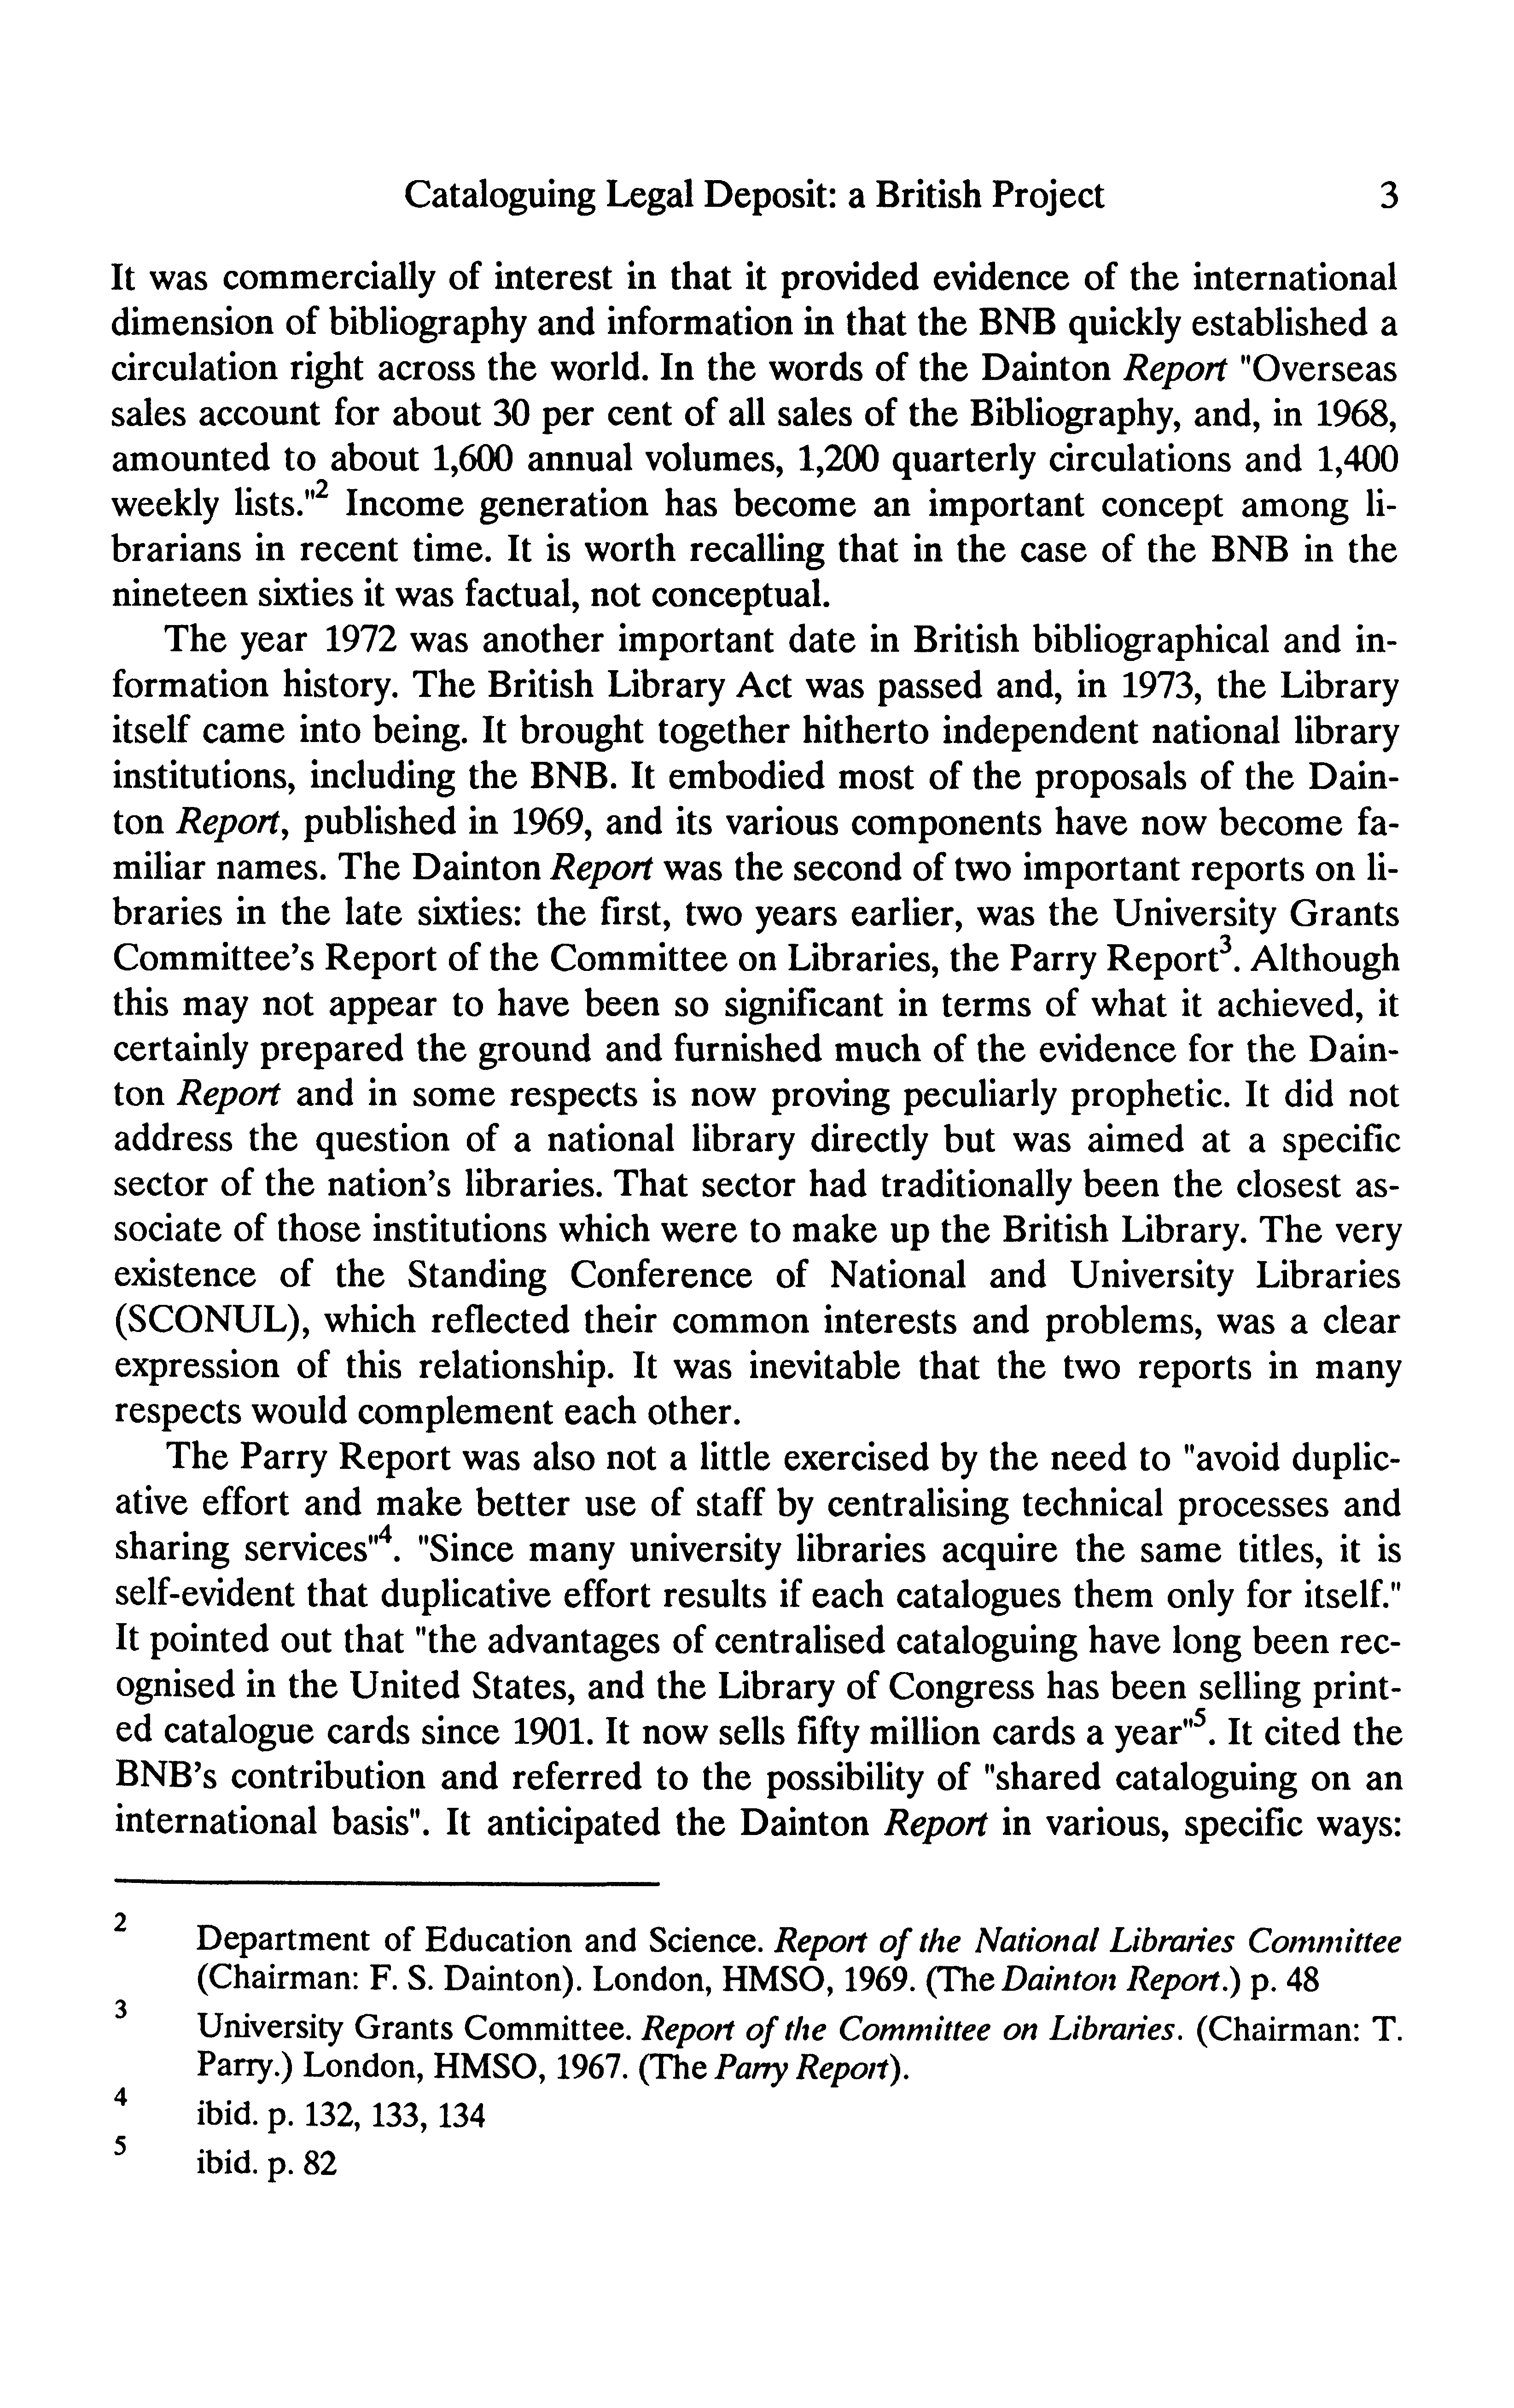 Cataloguing Legal Deposit: a British Project 3
It was commercially of interest in that it provided evidence of the international
dimension of bibliography and information in that the BNB quickly established a
circulation right across the world. In the words of the Dainton Report "Overseas
sales account for about 30 per cent of all sales of the Bibliography, and, in 1968,
amounted to about 1,600 annual volumes, 1,200 quarterly circulations and 1,400
weekly lists."2 Income generation has become an important concept among li-
brarians in recent time. It is worth recalling that in the case of the BNB in the
nineteen sixties it was factual, not conceptual.
The year 1972 was another important date in British bibliographical and in-
formation history. The British Library Act was passed and, in 1973, the Library
itself came into being. It brought together hitherto independent national library
institutions, including the BNB. It embodied most of the proposals of the Dain-
ton Report, published in 1969, and its various components have now become fa-
miliar names. The Dainton Report was the second of two important reports on li-
braries in the late sixties: the first, two years earlier, was the University Grants
Committee's Report of the Committee on Libraries, the Parry Report3. Although
this may not appear to have been so significant in terms of what it achieved, it
certainly prepared the ground and furnished much of the evidence for the Dain-
ton Report and in some respects is now proving peculiarly prophetic. It did not
address the question of a national library directly but was aimed at a specific
sector of the nation's libraries. That sector had traditionally been the closest as-
sociate of those institutions which were to make up the British Library. The very
existence of the Standing Conference of National and University Libraries
(SCONUL), which reflected their common interests and problems, was a clear
expression of this relationship. It was inevitable that the two reports in many
respects would complement each other.
The Parry Report was also not a little exercised by the need to "avoid duplic-
ative effort and make better use of staff by centralising technical processes and
sharing services"4. "Since many university libraries acquire the same titles, it is
self-evident that duplicative effort results if each catalogues them only for itself."
It pointed out that "the advantages of centralised cataloguing have long been rec-
ognised in the United States, and the Library of Congress has been selling print-
ed catalogue cards since 1901. It now sells fifty million cards a year"5. It cited the
BNB's contribution and referred to the possibility of "shared cataloguing on an
international basis". It anticipated the Dainton Report in various, specific ways:
2 Department of Education and Science. Report of the National Libraries Committee
(Chairman: F. S. Dainton). London, HMSO, 1969. (The Dainton Report.) p. 48
3 University Grants Committee. Report of the Committee on Libraries. (Chairman: T.
Parry.) London, HMSO, 1967. (The Parry Report).
4 ibid. p. 132, 133, 134
5 ibid. p. 82